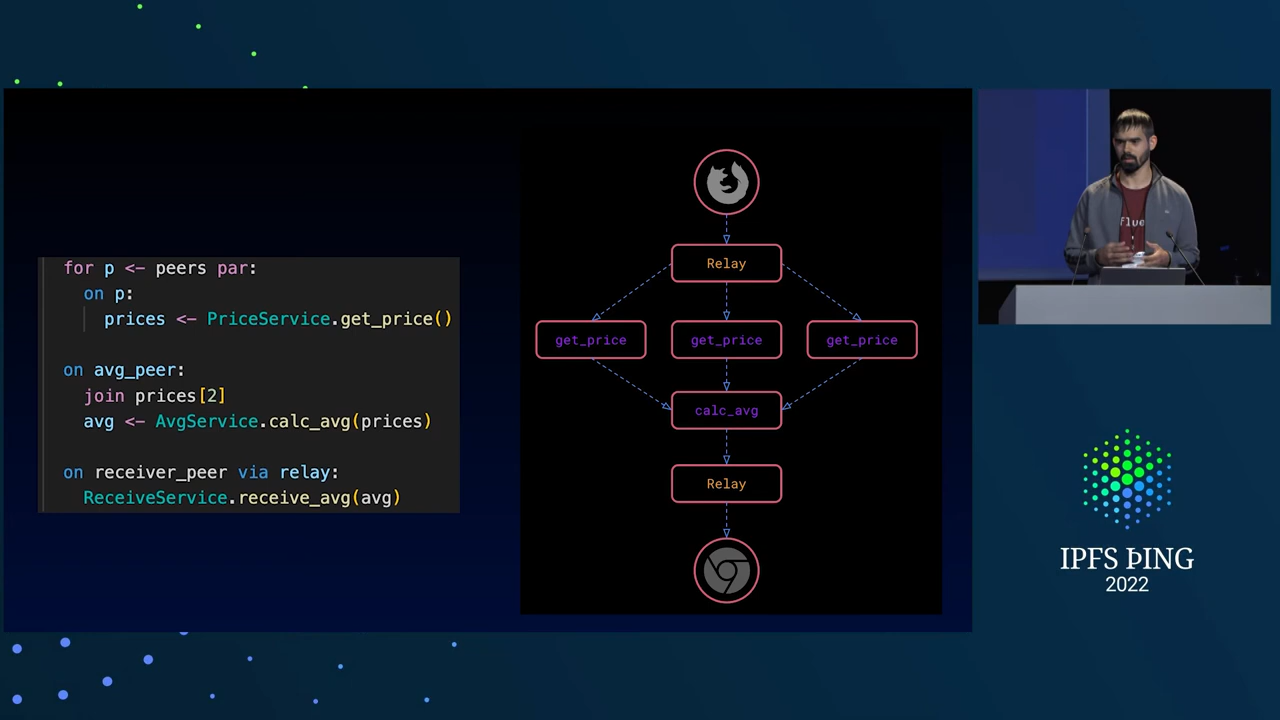 for p <- peers par:
on p:
prices <- PriceService.get_price()
on avg_peer:
join prices[2]
avg <- AvgService.calc_avg(prices)
on receiver_peer via relay:
ReceiveService.receive_avg(avg)
Relay
get_price
get_price
get_price
calc_avg
Relay
flue
IPFS ÞING
2022